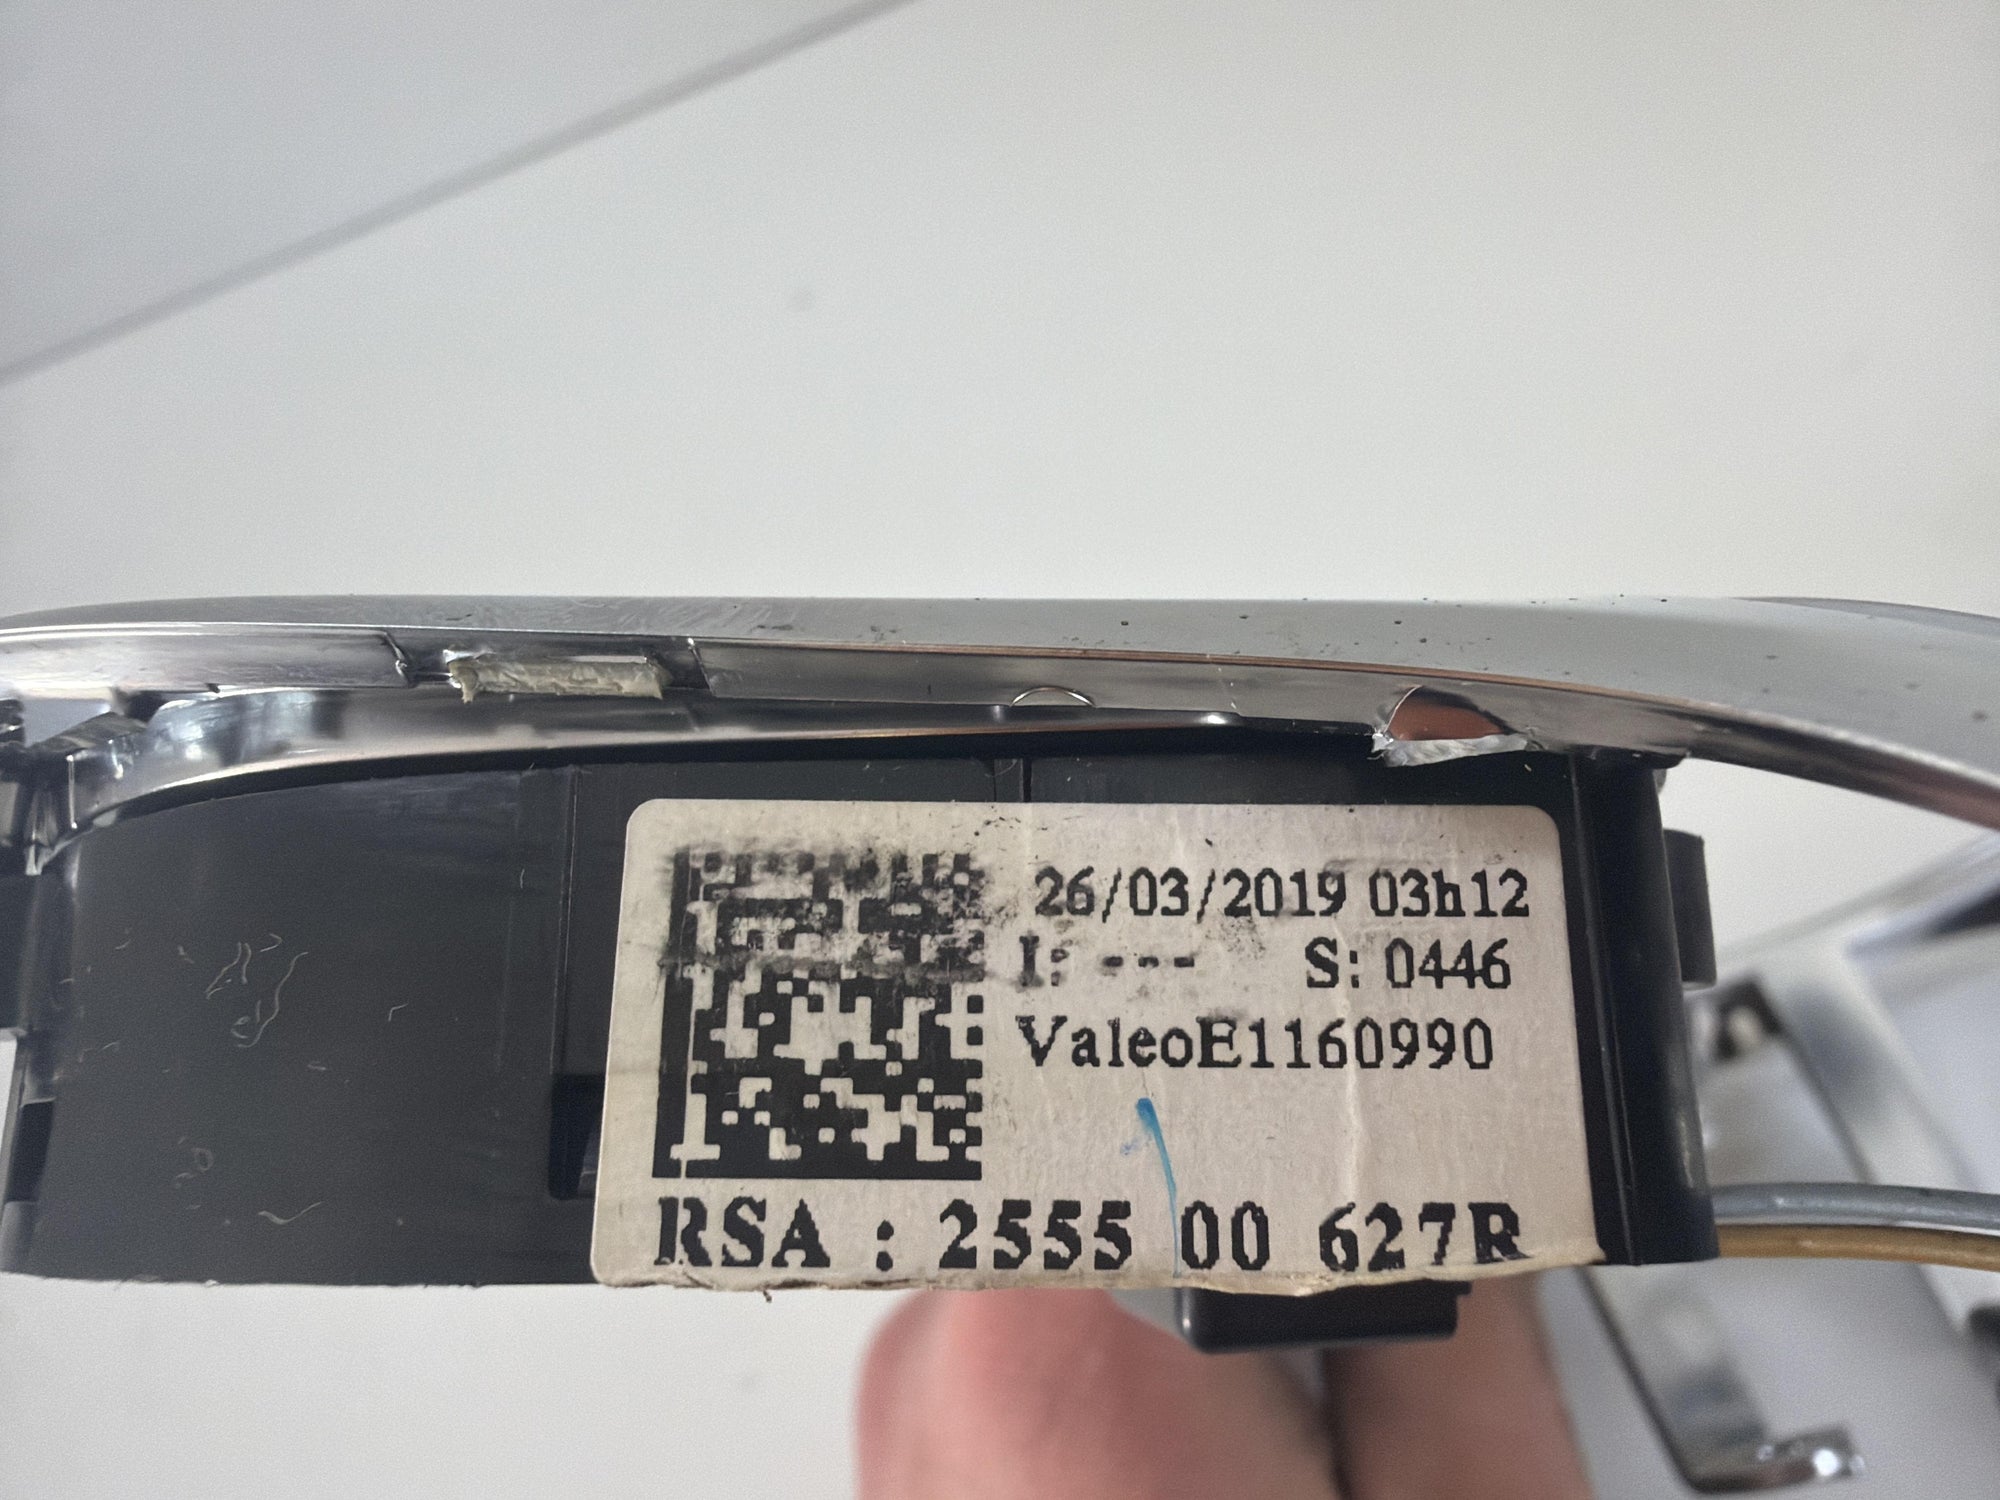 26/03/2019 03h12
I: --- S: 0446
ValeoE1160990
RSA : 2555 00 627R